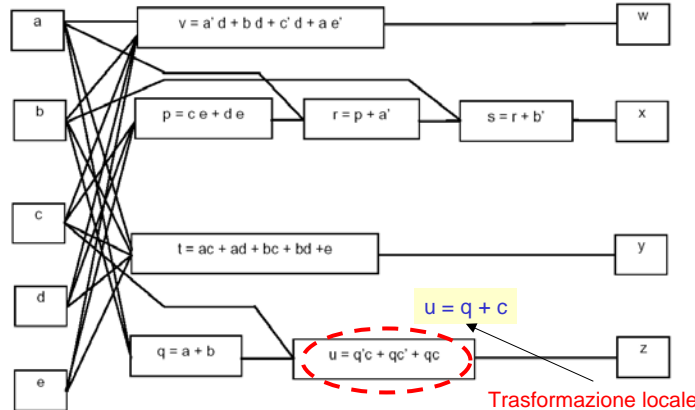 a
v = a' d + b d + c' d + a e'
w
b
p = c e + d e
r = p + a'
s = r + b'
x
c
t = ac + ad + bc + bd +e
y
d
u = q + c
q = a + b
u = q'c + qc' + qc
z
e
Trasformazione locale